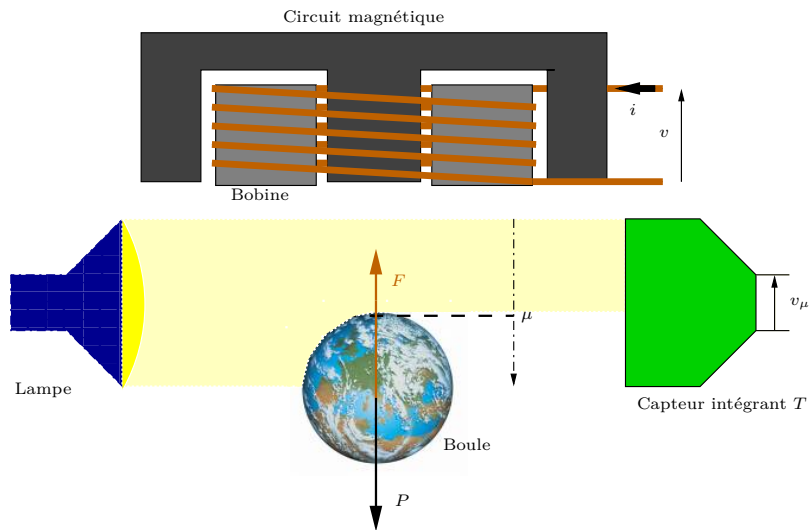 Circuit magnétique
i
v
Bobine
F
μ
v_μ
Lampe
Capteur intégrant T
Boule
P